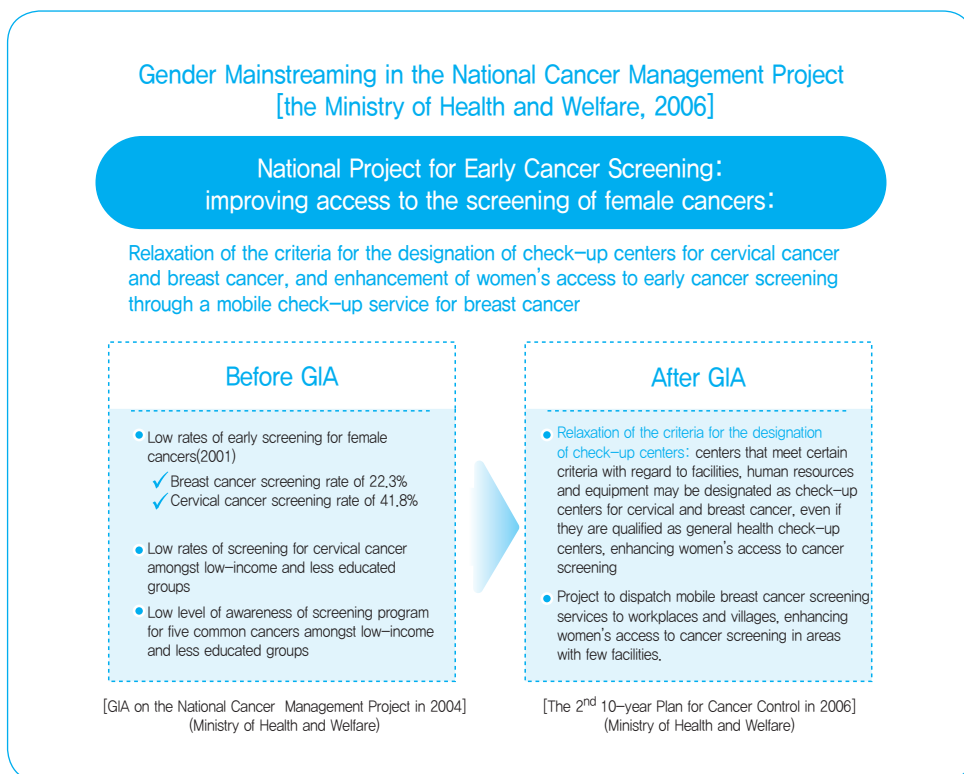 Gender Mainstreaming in the National Cancer Management Project
[the Ministry of Health and Welfare, 2006]
National Project for Early Cancer Screening:
improving access to the screening of female cancers:
Relaxation of the criteria for the designation of check-up centers for cervical cancer
and breast cancer, and enhancement of women's access to early cancer screening
through a mobile check-up service for breast cancer
Before GIA
• Low rates of early screening for female
cancers(2001)
✓ Breast cancer screening rate of 22.3%
✓ Cervical cancer screening rate of 41.8%
• Low rates of screening for cervical cancer
amongst low-income and less educated
groups
• Low level of awareness of screening program
for five common cancers amongst low-income
and less educated groups
[GIA on the National Cancer Management Project in 2004]
(Ministry of Health and Welfare)
After GIA
• Relaxation of the criteria for the designation
of check-up centers: centers that meet certain
criteria with regard to facilities, human resources
and equipment may be designated as check-up
centers for cervical and breast cancer, even if
they are qualified as general health check-up
centers, enhancing women's access to cancer
screening
• Project to dispatch mobile breast cancer screening
services to workplaces and villages, enhancing
women's access to cancer screening in areas
with few facilities.
[The 2nd 10-year Plan for Cancer Control in 2006]
(Ministry of Health and Welfare)